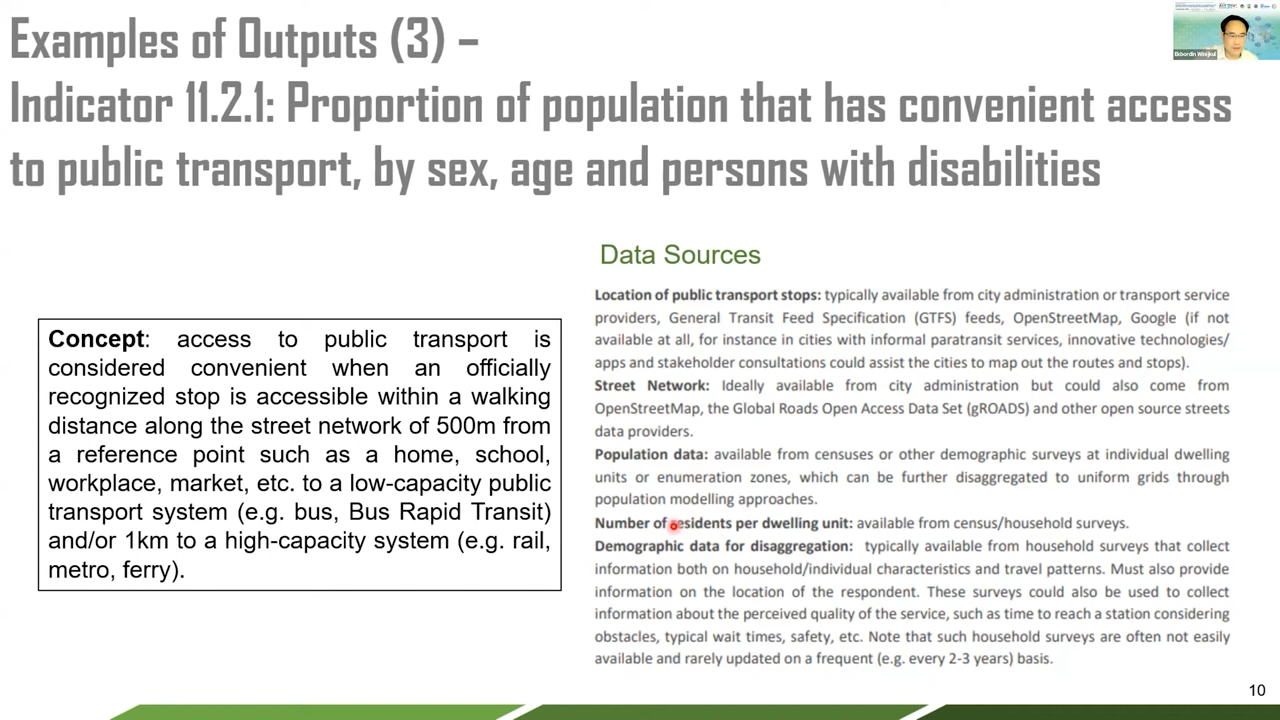 Examples of Outputs (3) –
Indicator 11.2.1: Proportion of population that has convenient access
to public transport, by sex, age and persons with disabilities
Ekbordin Winijkul
Data Sources
Concept: access to public transport is
considered convenient when an officially
recognized stop is accessible within a walking
distance along the street network of 500m from
a reference point such as a home, school,
workplace, market, etc. to a low-capacity public
transport system (e.g. bus, Bus Rapid Transit)
and/or 1km to a high-capacity system (e.g. rail,
metro, ferry).
Location of public transport stops: typically available from city administration or transport service
providers, General Transit Feed Specification (GTFS) feeds, OpenStreetMap, Google (if not
available at all, for instance in cities with informal paratransit services, innovative technologies/
apps and stakeholder consultations could assist the cities to map out the routes and stops).
Street Network: Ideally available from city administration but could also come from
OpenStreetMap, the Global Roads Open Access Data Set (gROADS) and other open source streets
data providers.
Population data: available from censuses or other demographic surveys at individual dwelling
units or enumeration zones, which can be further disaggregated to uniform grids through
population modelling approaches.
Number of residents per dwelling unit: available from census/household surveys.
Demographic data for disaggregation: typically available from household surveys that collect
information both on household/individual characteristics and travel patterns. Must also provide
information on the location of the respondent. These surveys could also be used to collect
information about the perceived quality of the service, such as time to reach a station considering
obstacles, typical wait times, safety, etc. Note that such household surveys are often not easily
available and rarely updated on a frequent (e.g. every 2-3 years) basis.
10